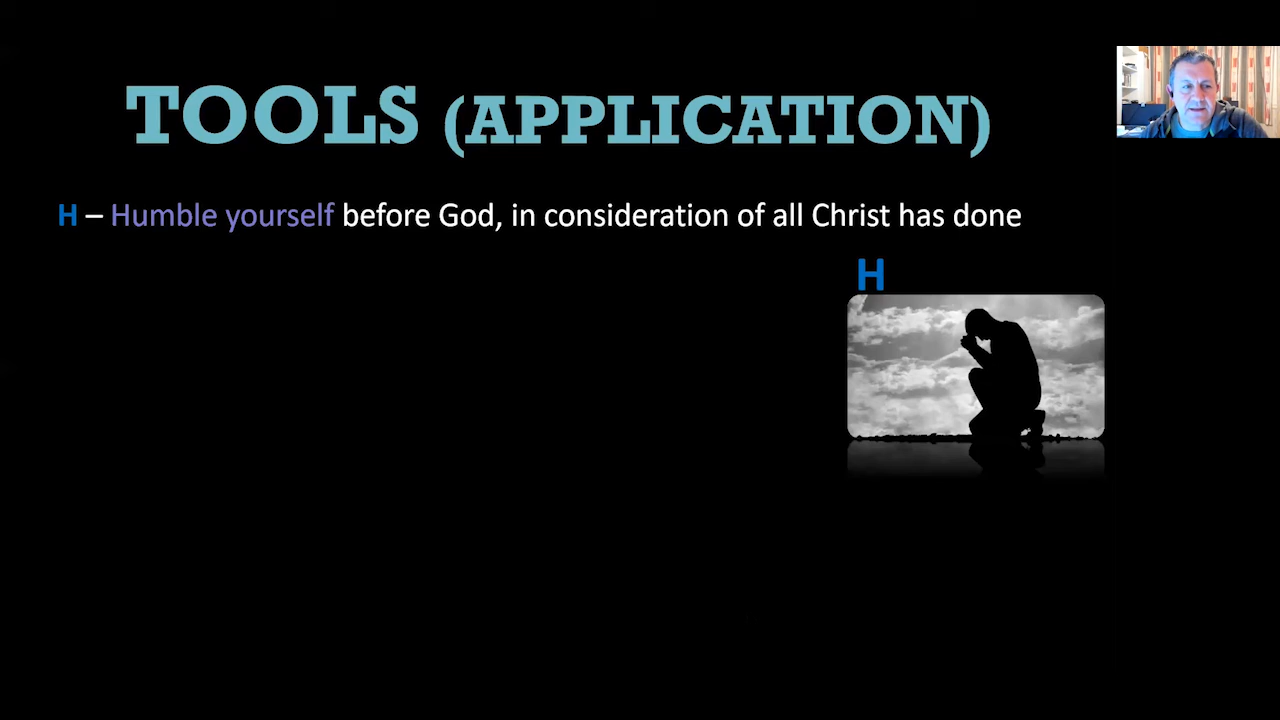 TOOLS (APPLICATION)
H – Humble yourself before God, in consideration of all Christ has done
H